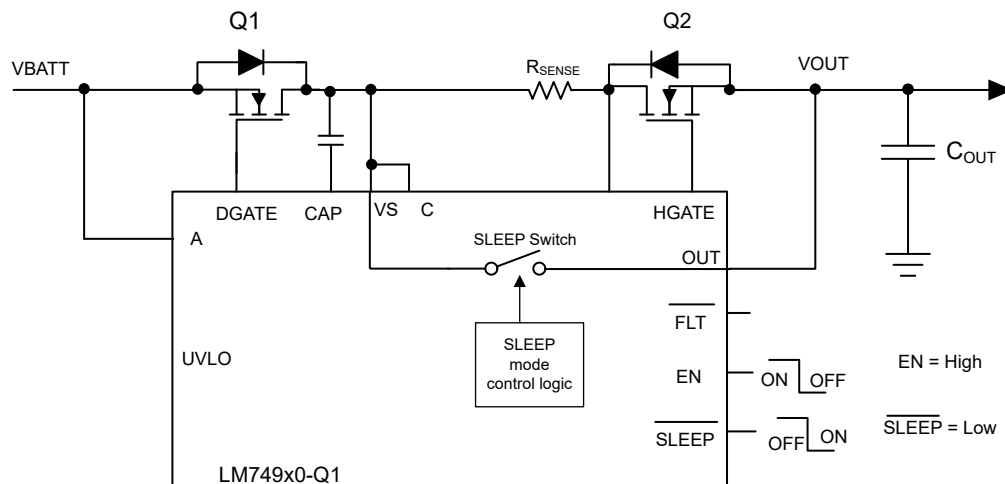 Q1
Q2
VBATT
RSENSE
VOUT
COUT
DGATE
CAP
VS
C
HGATE
A
SLEEP Switch
OUT
FLT
SLEEP
mode
control logic
UVLO
EN
ON
OFF
EN = High
SLEEP
OFF
ON
SLEEP = Low
LM749x0-Q1